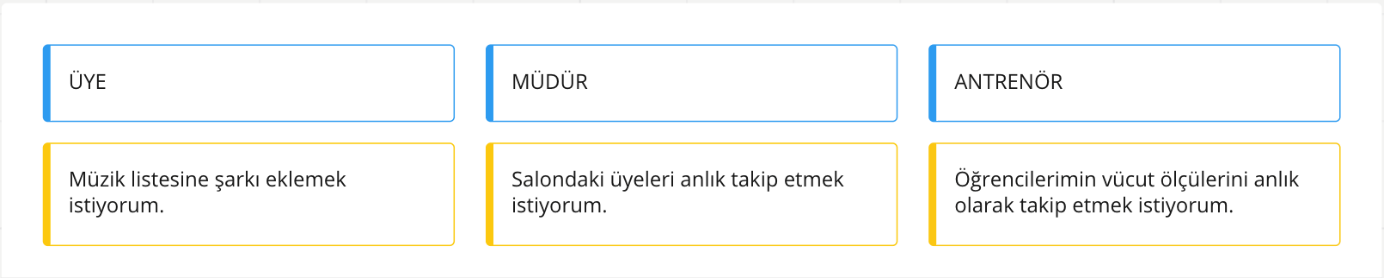 ÜYE
MÜDÜR
ANTRENÖR
Müzik listesine şarkı eklemek
istiyorum.
Salondaki üyeleri anlık takip etmek
istiyorum.
Öğrencilerimin vücut ölçülerini anlık
olarak takip etmek istiyorum.